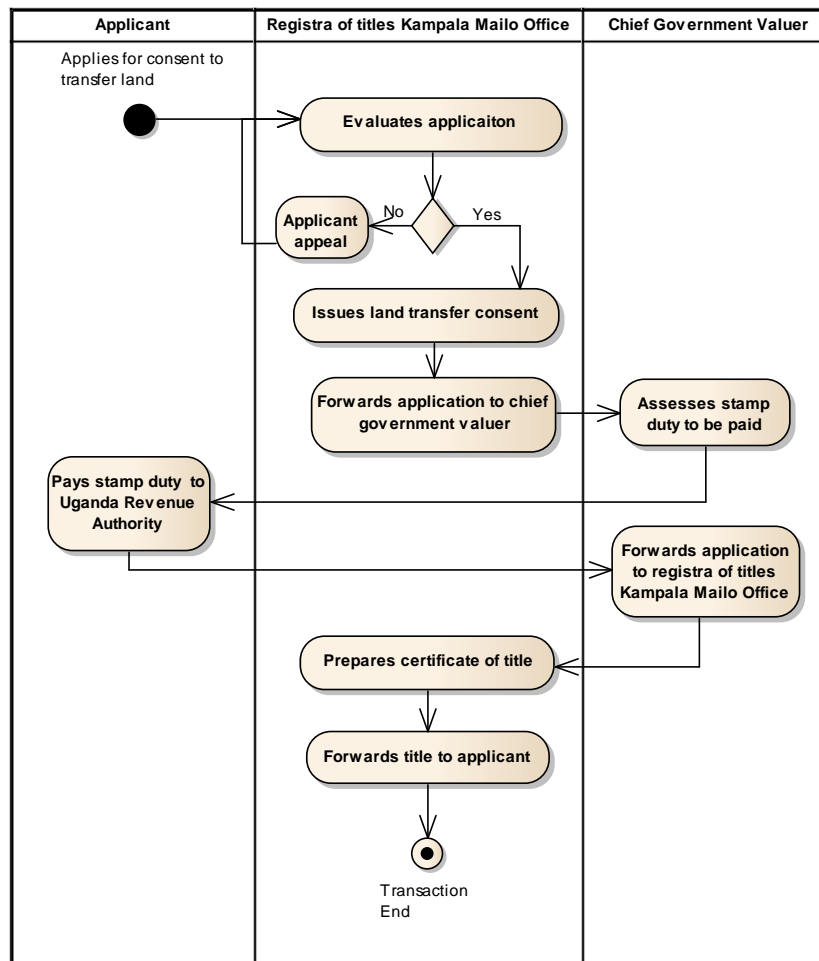 Applicant
Registra of titles Kampala Mailo Office
Chief Government Valuer
Applies for consent to
transfer land
Evaluates applicaiton
No
Yes
Applicant
appeal
Issues land transfer consent
Forwards application to chief
government valuer
Assesses stamp
duty to be paid
Pays stamp duty to
Uganda Revenue
Authority
Forwards application
to registra of titles
Kampala Mailo Office
Prepares certificate of title
Forwards title to applicant
Transaction
End